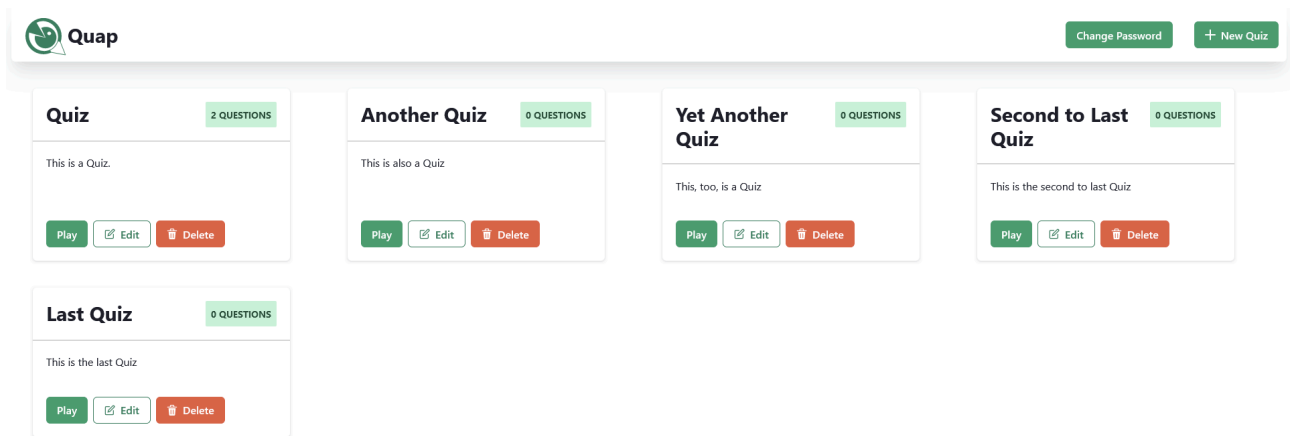 Quap
Change Password
New Quiz
Quiz
2 QUESTIONS
This is a Quiz.
Play
Edit
Delete
Another Quiz
0 QUESTIONS
This is also a Quiz
Play
Edit
Delete
Yet Another
Quiz
0 QUESTIONS
This, too, is a Quiz
Play
Edit
Delete
Second to Last
Quiz
0 QUESTIONS
This is the second to last Quiz
Play
Edit
Delete
Last Quiz
0 QUESTIONS
This is the last Quiz
Play
Edit
Delete